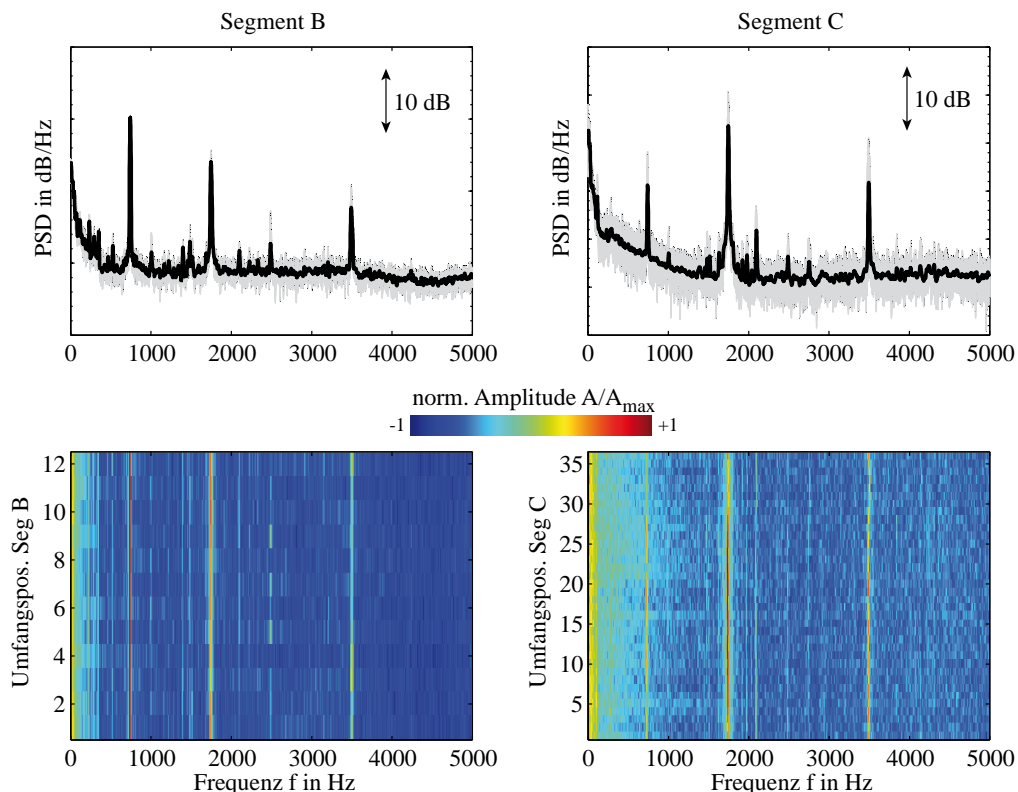 Segment B
Segment C
PSD in dB/Hz
10 dB
PSD in dB/Hz
10 dB
0 1000 2000 3000 4000 5000
0 1000 2000 3000 4000 5000
norm. Amplitude A/A_max
-1 +1
Umfangspos. Seg B
12
10
8
6
4
2
0 1000 2000 3000 4000 5000
Frequenz f in Hz
Umfangspos. Seg C
35
30
25
20
15
10
5
0 1000 2000 3000 4000 5000
Frequenz f in Hz